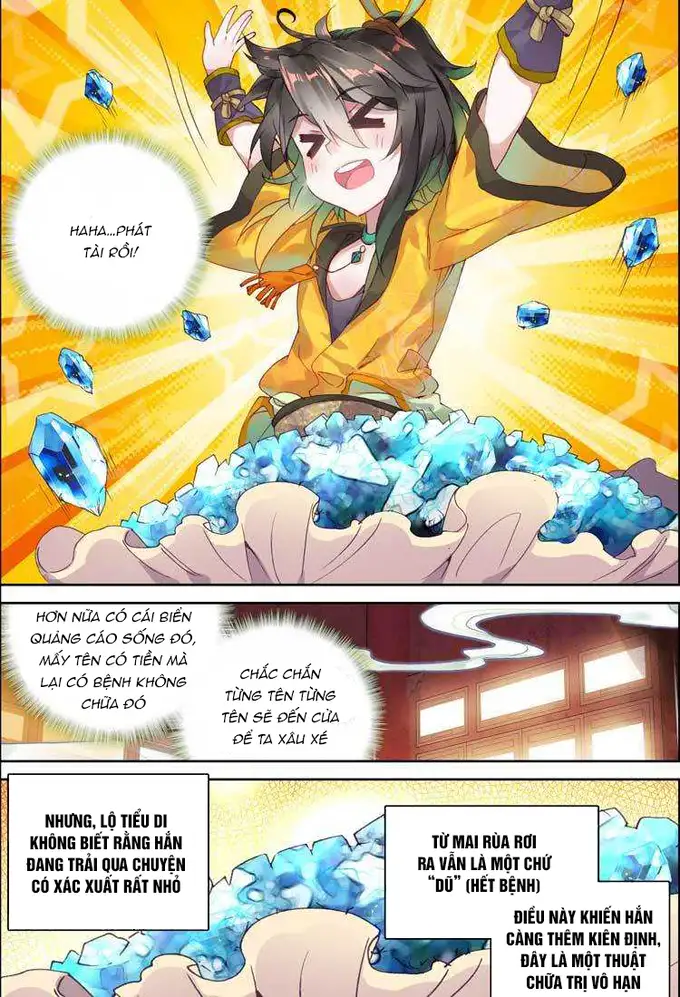 HAHA...PHÁT
TÀI RỒI!
HƠN NỮA CÓ CÁI BIỂN
QUẢNG CÁO SỐNG ĐÓ,
MẤY TÊN CÓ TIỀN MÀ
LẠI CÓ BỆNH KHÔNG
CHỮA ĐÓ
CHẮC CHẮN
TỪNG TÊN TỪNG
TÊN SẼ ĐẾN CỬA
ĐỂ TA XÂU XÉ
NHƯNG, LỘ TIỂU DI
KHÔNG BIẾT RẰNG HẮN
ĐANG TRẢI QUA CHUYỆN
CÓ XÁC XUẤT RẤT NHỎ
TỪ MAI RÙA RƠI
RA VẪN LÀ MỘT CHỨ
“DŨ” (HẾT BỆNH)
ĐIỀU NÀY KHIẾN HẮN
CÀNG THÊM KIÊN ĐỊNH,
ĐÂY LÀ MỘT THUẬT
CHỮA TRỊ VÔ HẠN